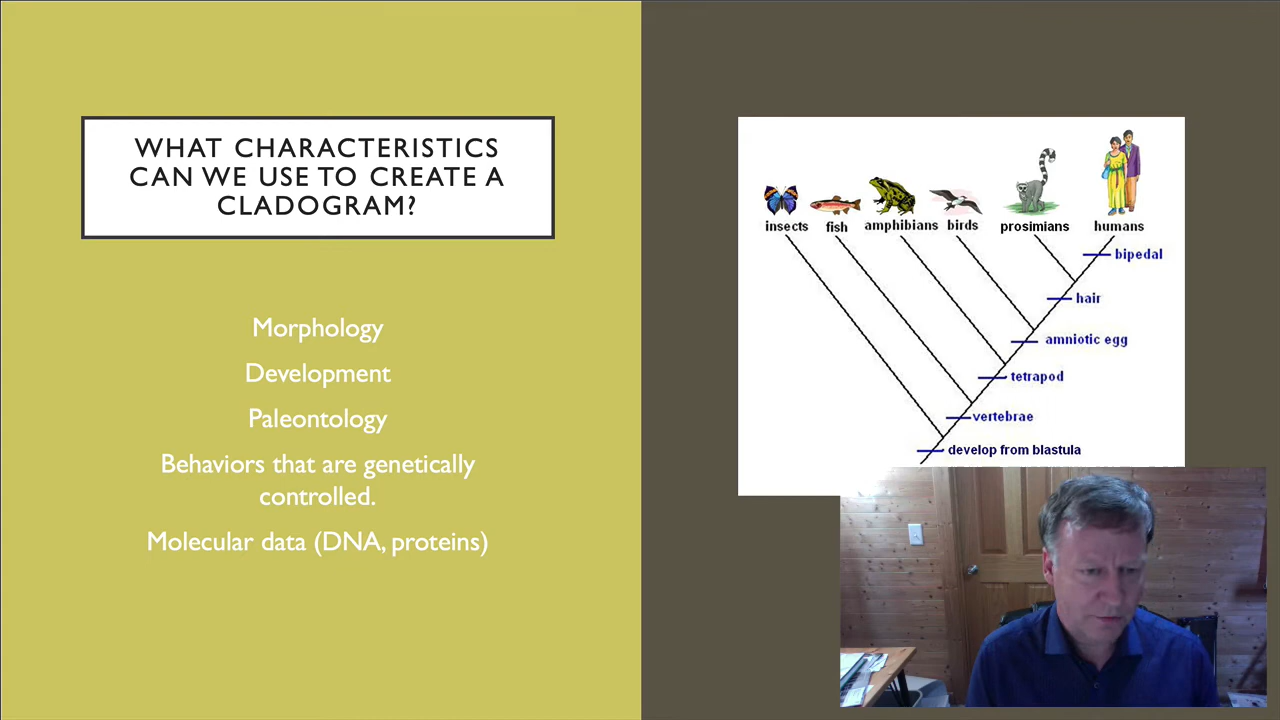 WHAT CHARACTERISTICS
CAN WE USE TO CREATE A
CLADOGRAM?
Morphology
Development
Paleontology
Behaviors that are genetically
controlled.
Molecular data (DNA, proteins)
insects fish amphibians birds prosimians humans
bipedal
hair
amniotic egg
tetrapod
vertebrae
develop from blastula